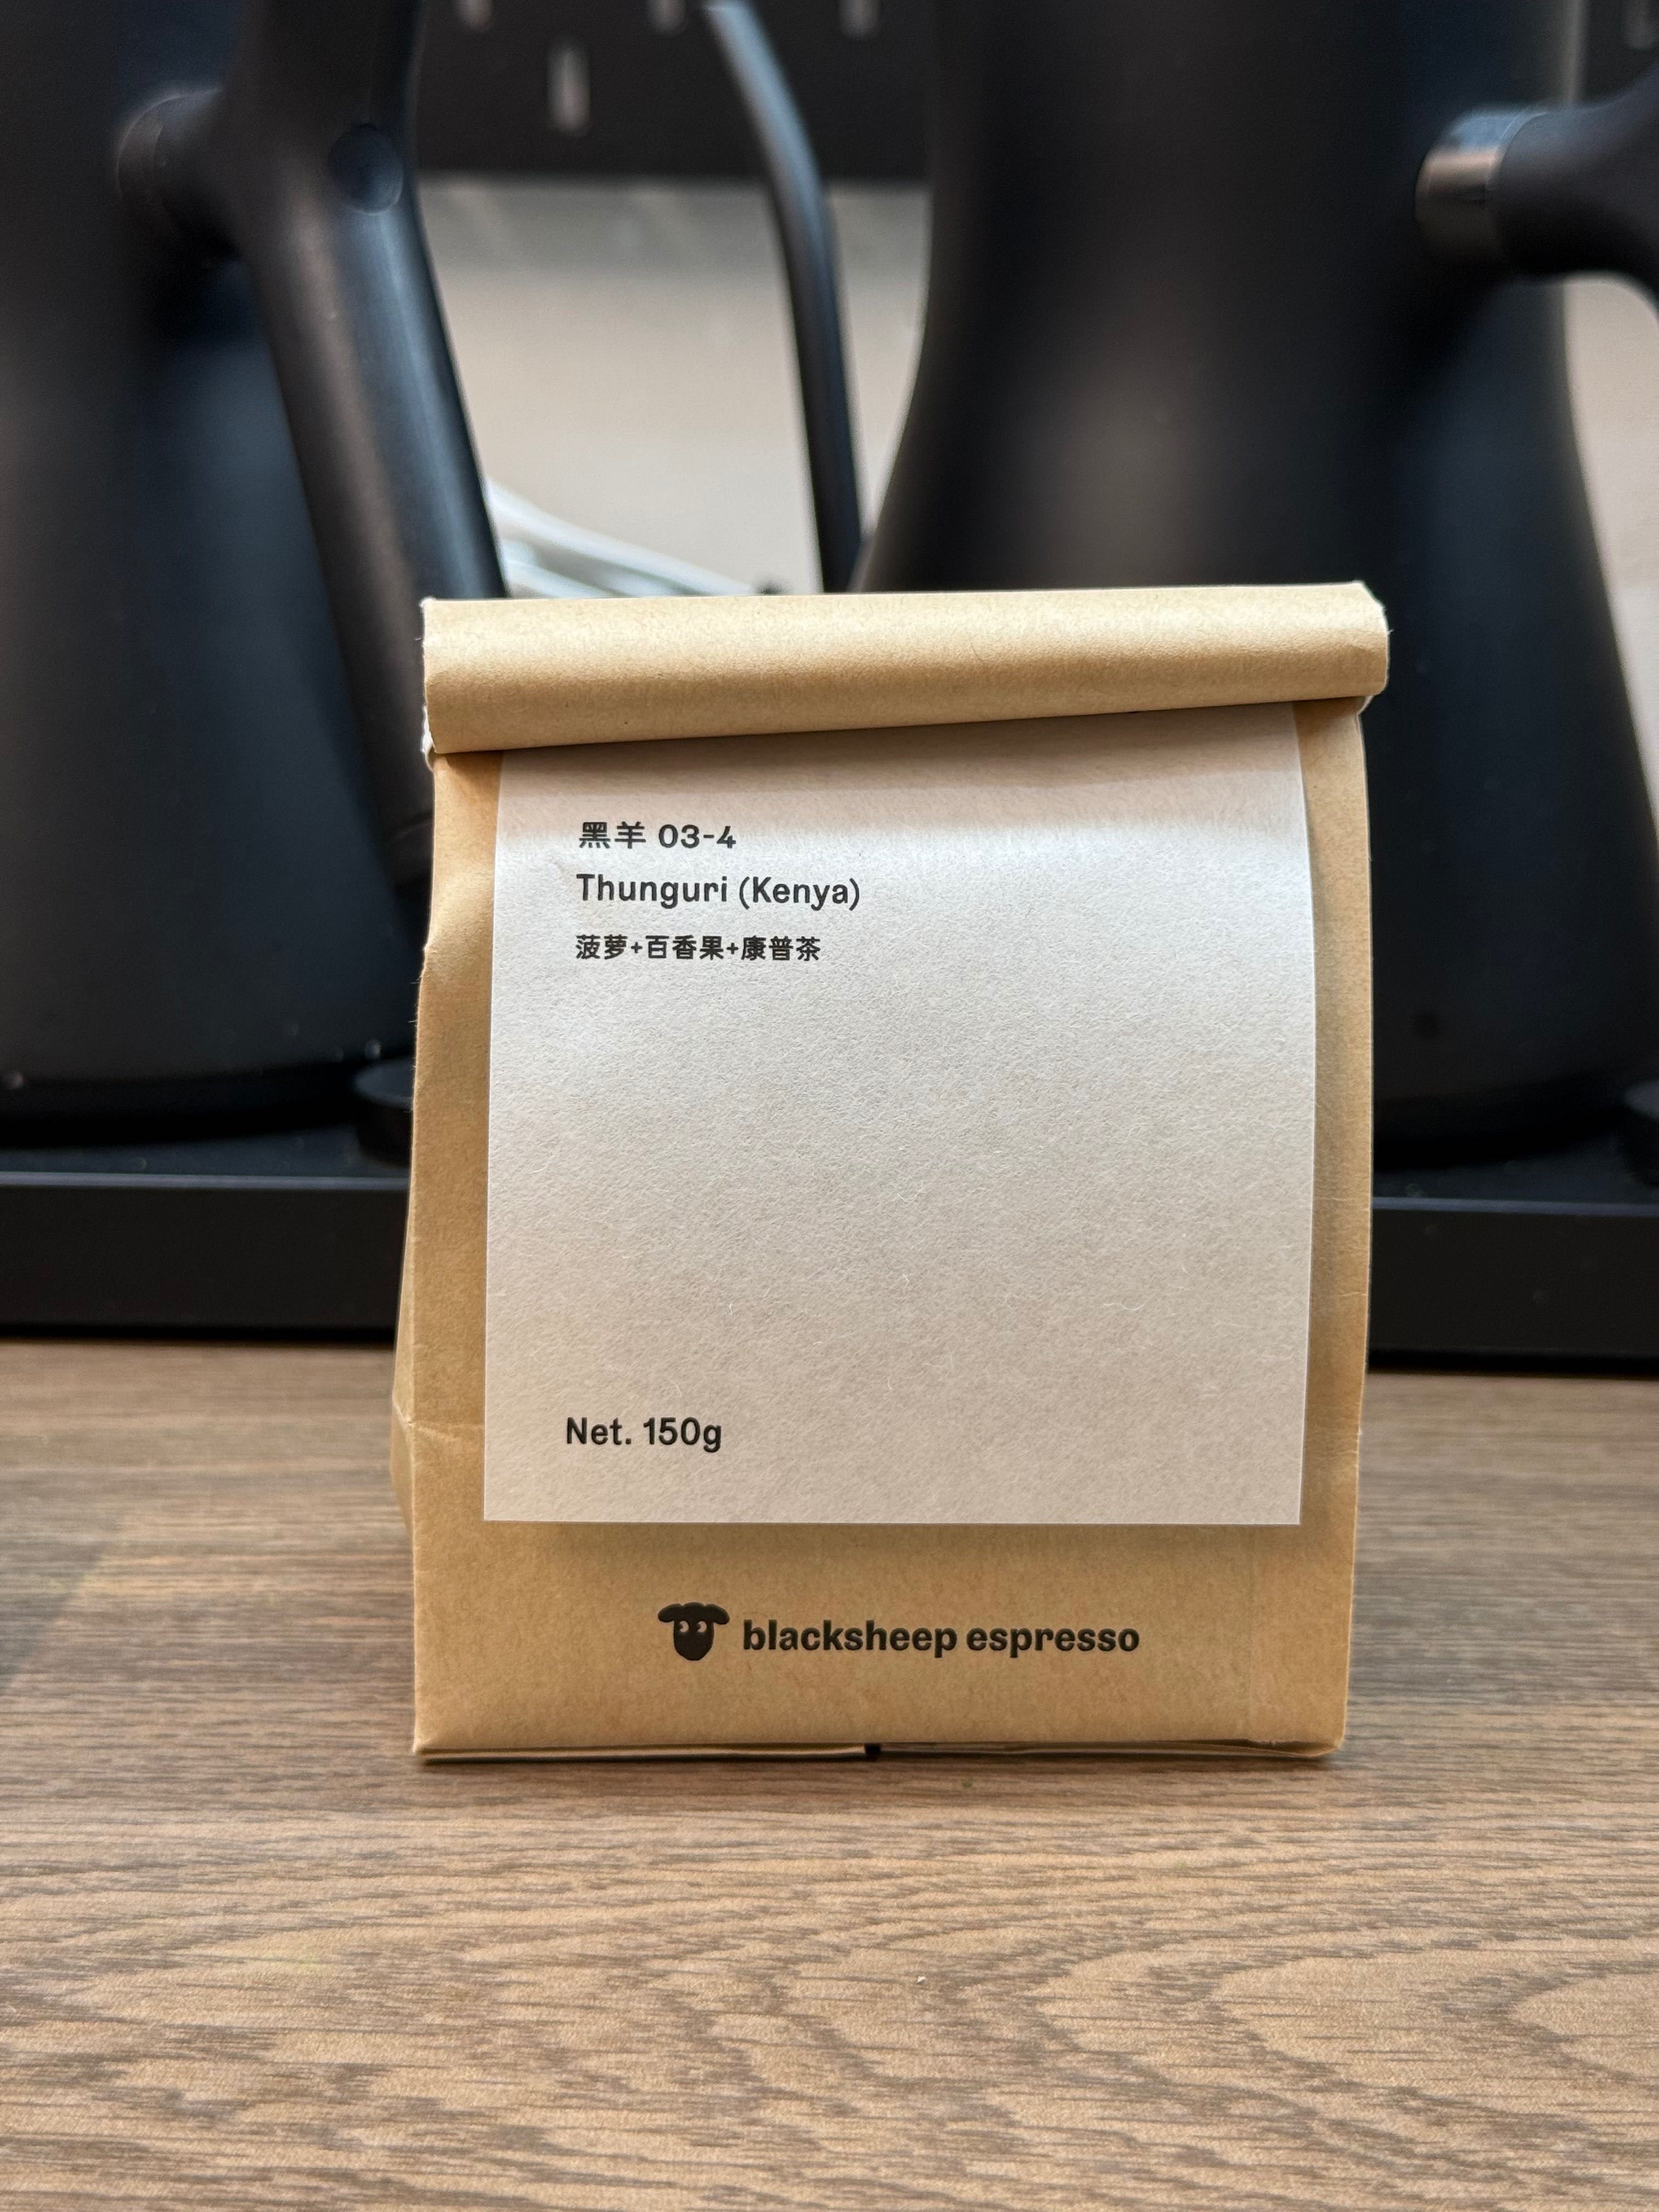 黑羊 03-4
Thunguri (Kenya)
菠萝+百香果+康普茶
Net. 150g
blacksheep espresso